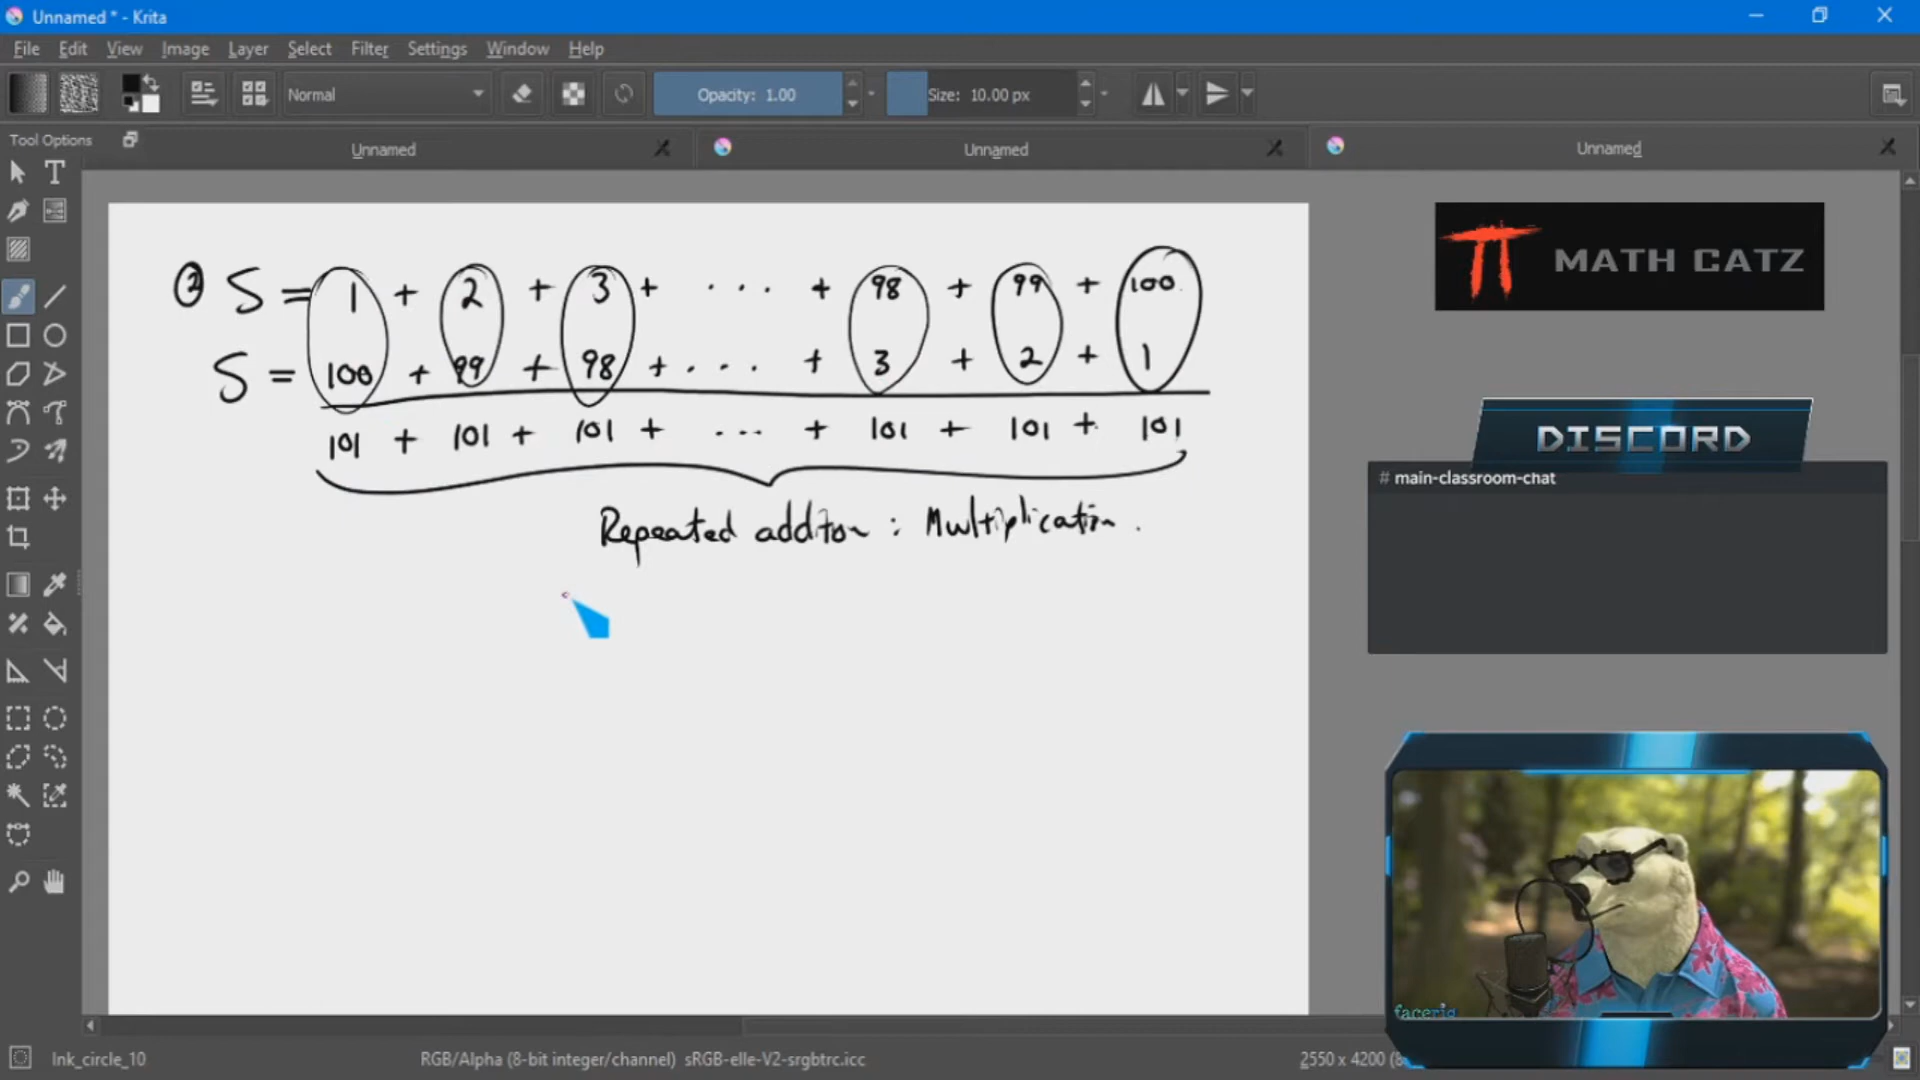 Unnamed * - Krita
File Edit View Image Layer Select Filter Settings Window Help
Normal Opacity: 1.00 Size: 10.00 px
Tool Options Unnamed Unnamed Unnamed
② S = 1 + 2 + 3 + ... + 98 + 99 + 100
S = 100 + 99 + 98 + ... + 3 + 2 + 1
101 + 101 + 101 + ... + 101 + 101 + 101
Repeated additon : Multiplication .
MATH CATZ
DISCORD
# main-classroom-chat
facerig
Ink_circle_10 RGB/Alpha (8-bit integer/channel) sRGB-elle-V2-srgbtrc.icc 2550 x 4200